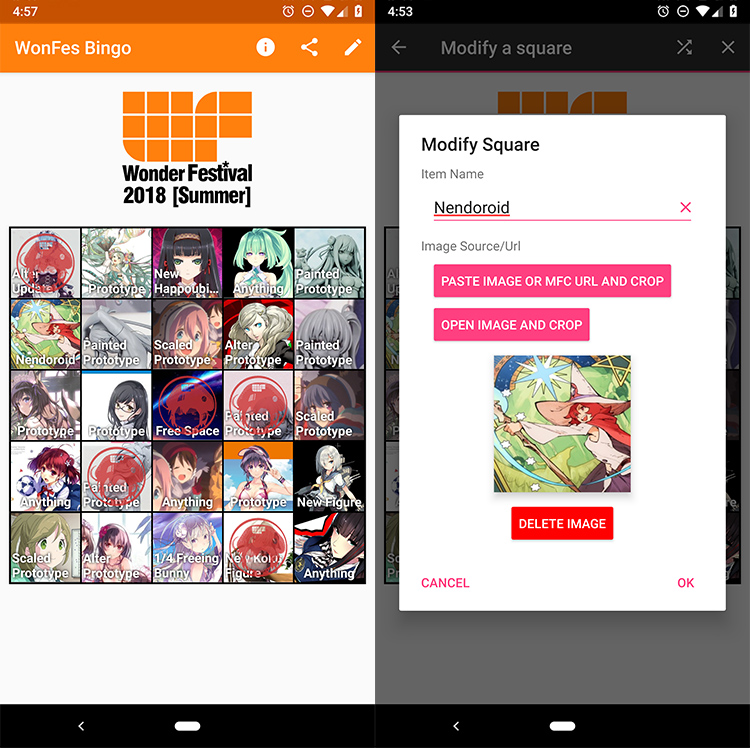 4:57
WonFes Bingo
Wonder Festival
2018 [Summer]
Alter
Update
Prototype
New
Happoubi...
Anything
Painted
Prototype
Nendoroid
Painted
Prototype
Scaled
Prototype
Alter
Prototype
Painted
Prototype
Prototype
Prototype
Free Space
Painted
Prototype
Scaled
Prototype
Anything
Painted
Prototype
Anything
Prototype
New Figure
Scaled
Prototype
Alter
Prototype
1/4 Freeing
Bunny
New Koto/
Figure
Anything
4:53
Modify a square
Modify Square
Item Name
Nendoroid
Image Source/Url
PASTE IMAGE OR MFC URL AND CROP
OPEN IMAGE AND CROP
DELETE IMAGE
CANCEL
OK